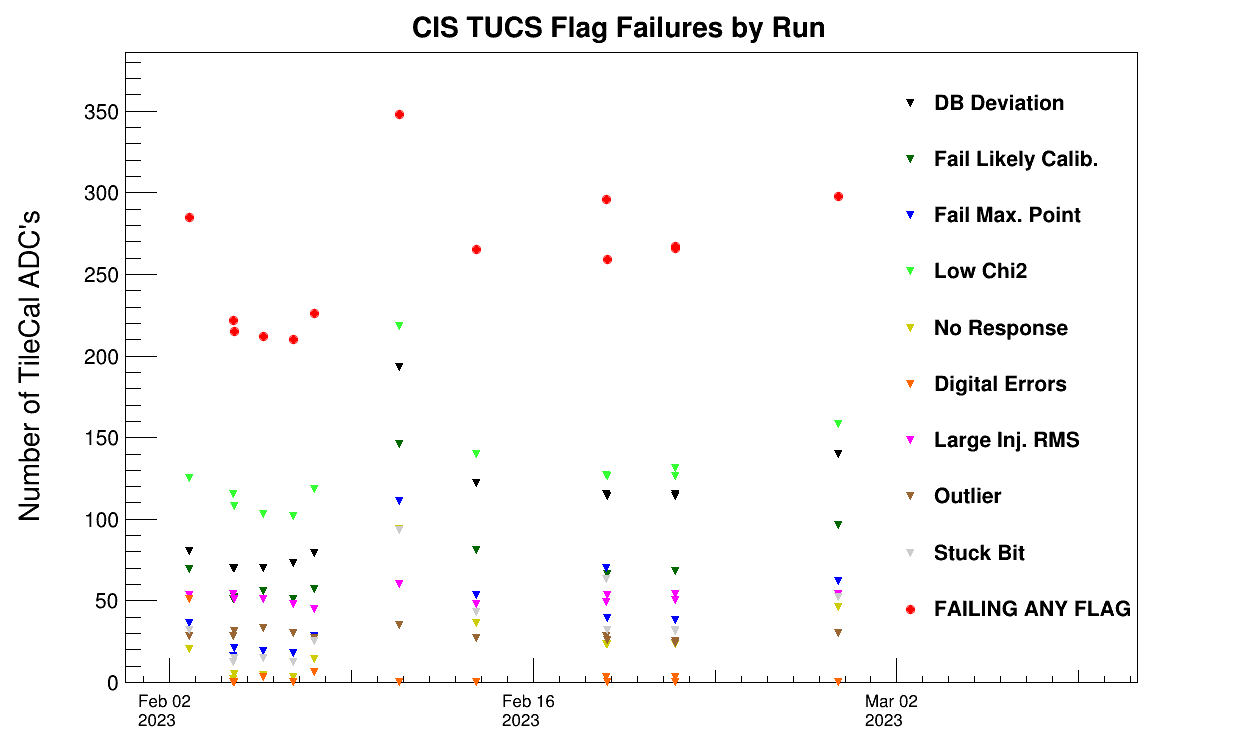 CIS TUCS Flag Failures by Run
Number of TileCal ADC's
350
300
250
200
150
100
50
0
Feb 02
2023
Feb 16
2023
Mar 02
2023
DB Deviation
Fail Likely Calib.
Fail Max. Point
Low Chi2
No Response
Digital Errors
Large Inj. RMS
Outlier
Stuck Bit
FAILING ANY FLAG